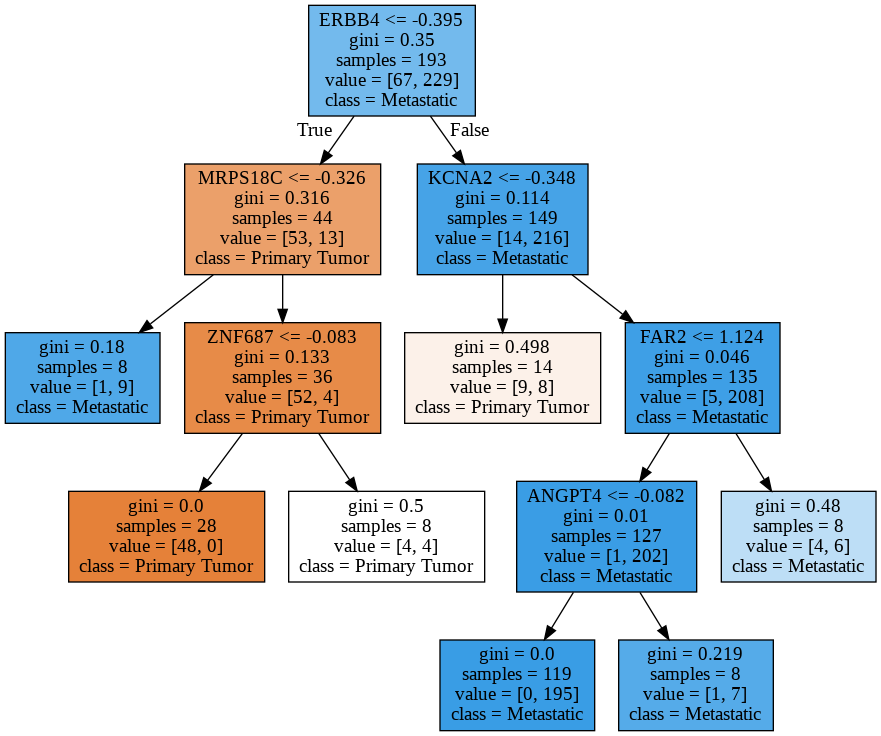 ERBB4 <= -0.395
gini = 0.35
samples = 193
value = [67, 229]
class = Metastatic
True
False
MRPS18C <= -0.326
gini = 0.316
samples = 44
value = [53, 13]
class = Primary Tumor
KCNA2 <= -0.348
gini = 0.114
samples = 149
value = [14, 216]
class = Metastatic
gini = 0.18
samples = 8
value = [1, 9]
class = Metastatic
ZNF687 <= -0.083
gini = 0.133
samples = 36
value = [52, 4]
class = Primary Tumor
gini = 0.498
samples = 14
value = [9, 8]
class = Primary Tumor
FAR2 <= 1.124
gini = 0.046
samples = 135
value = [5, 208]
class = Metastatic
gini = 0.0
samples = 28
value = [48, 0]
class = Primary Tumor
gini = 0.5
samples = 8
value = [4, 4]
class = Primary Tumor
ANGPT4 <= -0.082
gini = 0.01
samples = 127
value = [1, 202]
class = Metastatic
gini = 0.48
samples = 8
value = [4, 6]
class = Metastatic
gini = 0.0
samples = 119
value = [0, 195]
class = Metastatic
gini = 0.219
samples = 8
value = [1, 7]
class = Metastatic